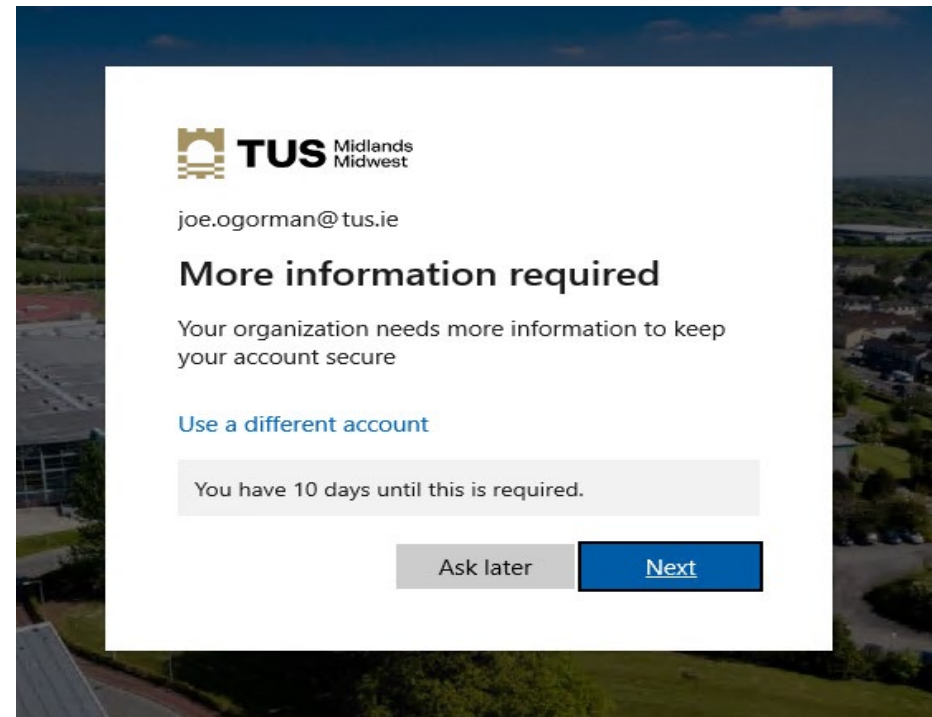 TUS Midlands
Midwest
joe.ogorman@tus.ie
More information required
Your organization needs more information to keep
your account secure
Use a different account
You have 10 days until this is required.
Ask later Next